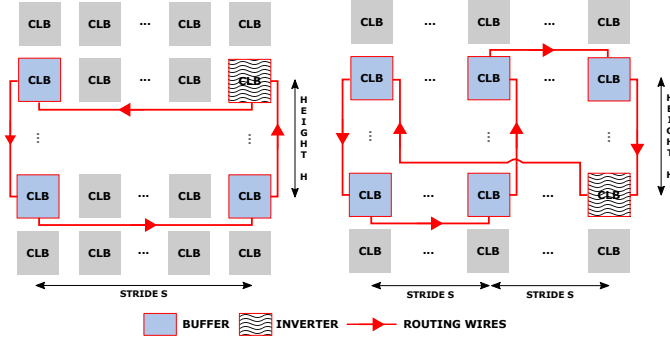 CLB CLB ... CLB CLB
CLB CLB ... CLB CLB
... ...
CLB CLB ... CLB CLB
CLB CLB ... CLB CLB
HEIGHT H
STRIDE S
CLB ... CLB ... CLB
CLB ... CLB ... CLB
... ... ...
CLB ... CLB ... CLB
CLB ... CLB ... CLB
HEIGHT H
STRIDE S STRIDE S
BUFFER INVERTER ROUTING WIRES